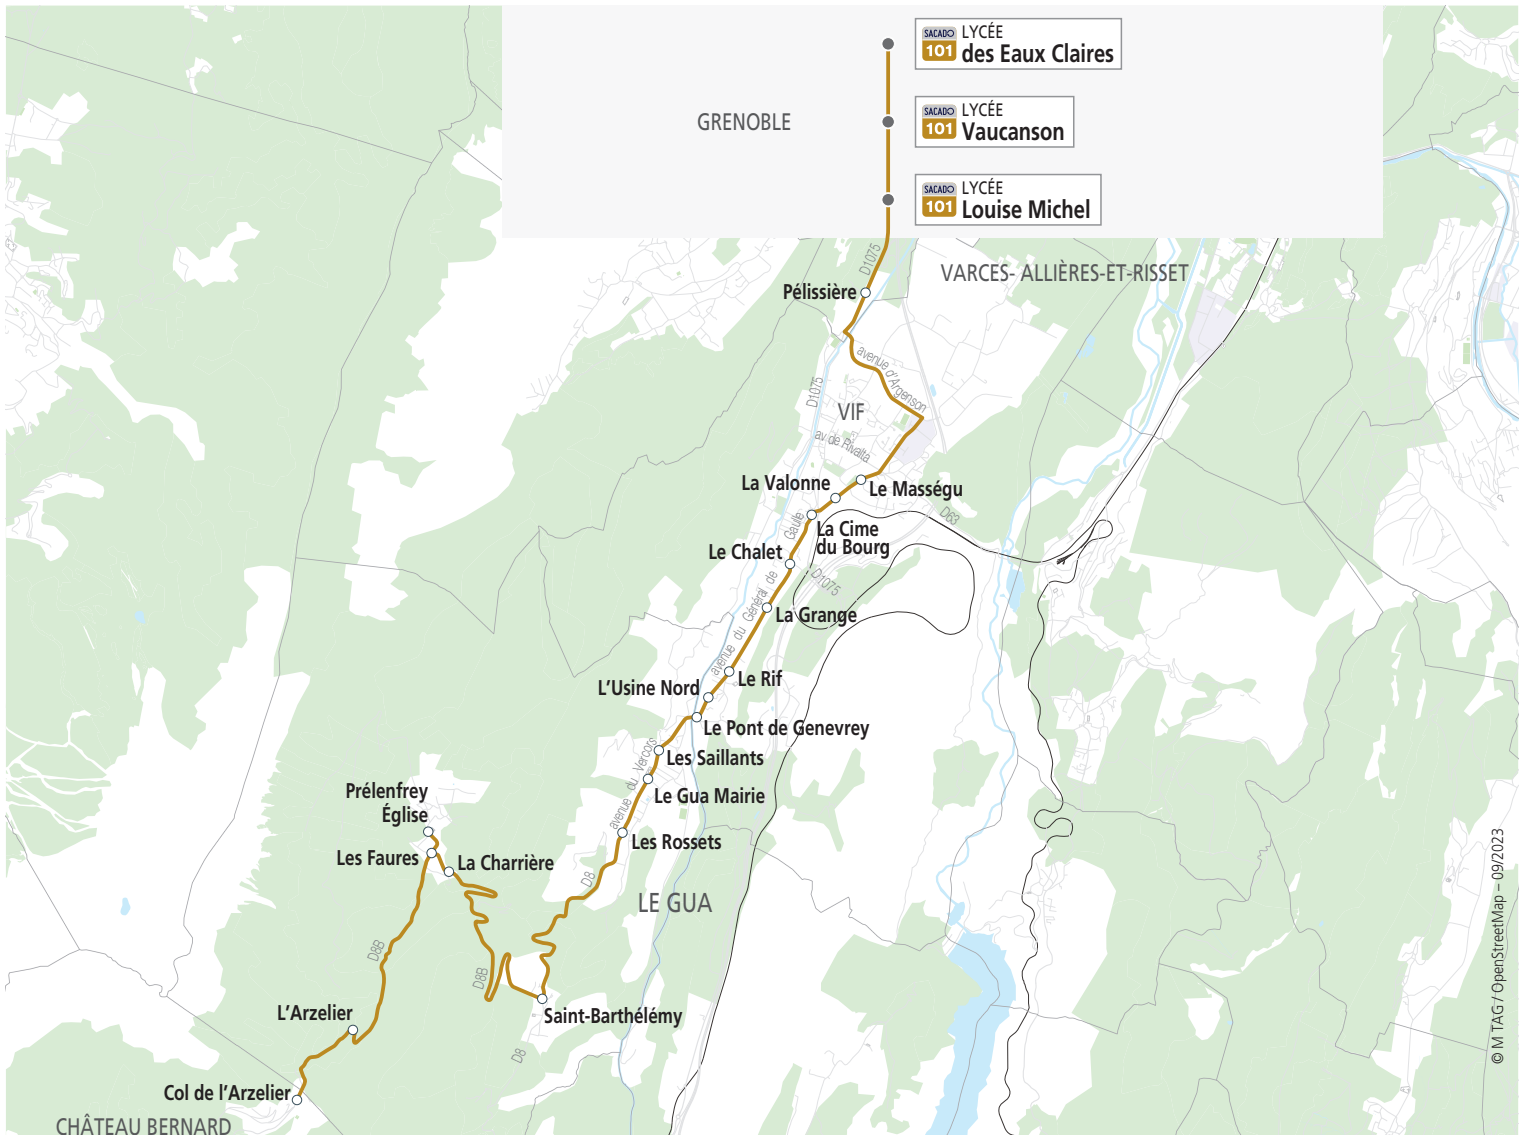 SACADO
101
LYCÉE
des Eaux Claires
GRENOBLE
SACADO
101
LYCÉE
Vaucanson
SACADO
101
LYCÉE
Louise Michel
D1075
VARCES- ALLIÈRES-ET-RISSET
Pélissière
avenue d'Argenson
D1075
VIF
av de Rivalta
La Valonne
Le Masségu
D63
La Cime
du Bourg
Le Chalet
D1075
avenue du Général de Gaule
La Grange
Le Rif
L'Usine Nord
Le Pont de Genevrey
Les Saillants
avenue du Vercors
Le Gua Mairie
Prélenfrey
Église
Les Rossets
Les Faures
La Charrière
D8
LE GUA
D8B
D8B
L'Arzelier
Saint-Barthélémy
D8
Col de l'Arzelier
CHÂTEAU BERNARD
© M TAG / OpenStreetMap – 09/2023